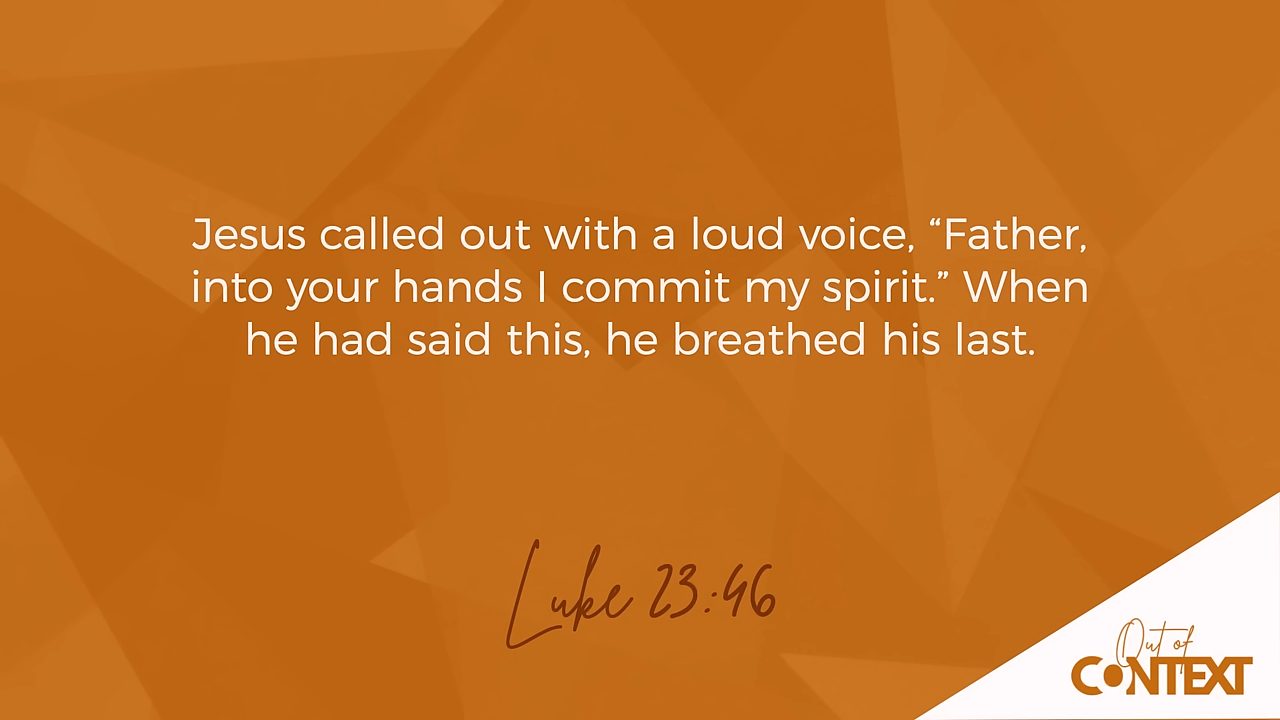 Jesus called out with a loud voice, “Father,
into your hands I commit my spirit.” When
he had said this, he breathed his last.
Luke 23:46
Out of
CONTEXT